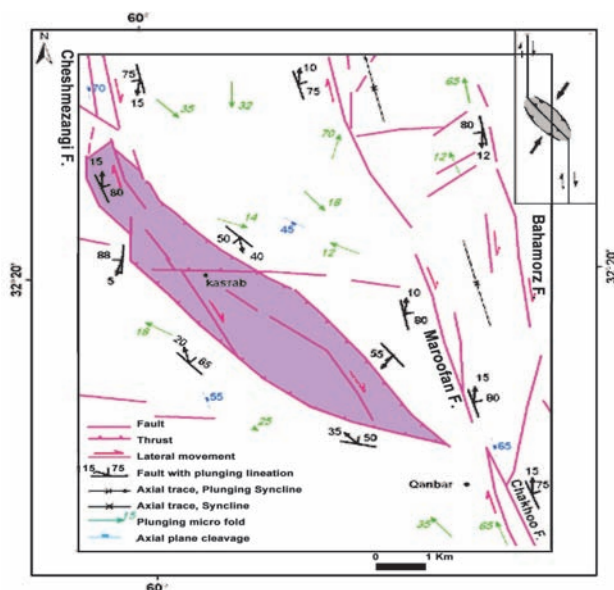 60°
N
Cheshmezangi F.
70
75
15
35
32
10
75
65
80
12
70
12
15
80
18
14
45
50
40
12
32°20'
32°20'
Bahamorz F.
88
5
kasrab
10
80
Maroofan F.
18
20
65
55
55
15
80
25
35
50
65
Qanbar
15
75
Chakhoo F.
35
65
Fault
Thrust
Lateral movement
15 75 Fault with plunging lineation
Axial trace, Plunging Syncline
Axial trace, Syncline
15 Plunging micro fold
Axial plane cleavage
0 1 Km
60°